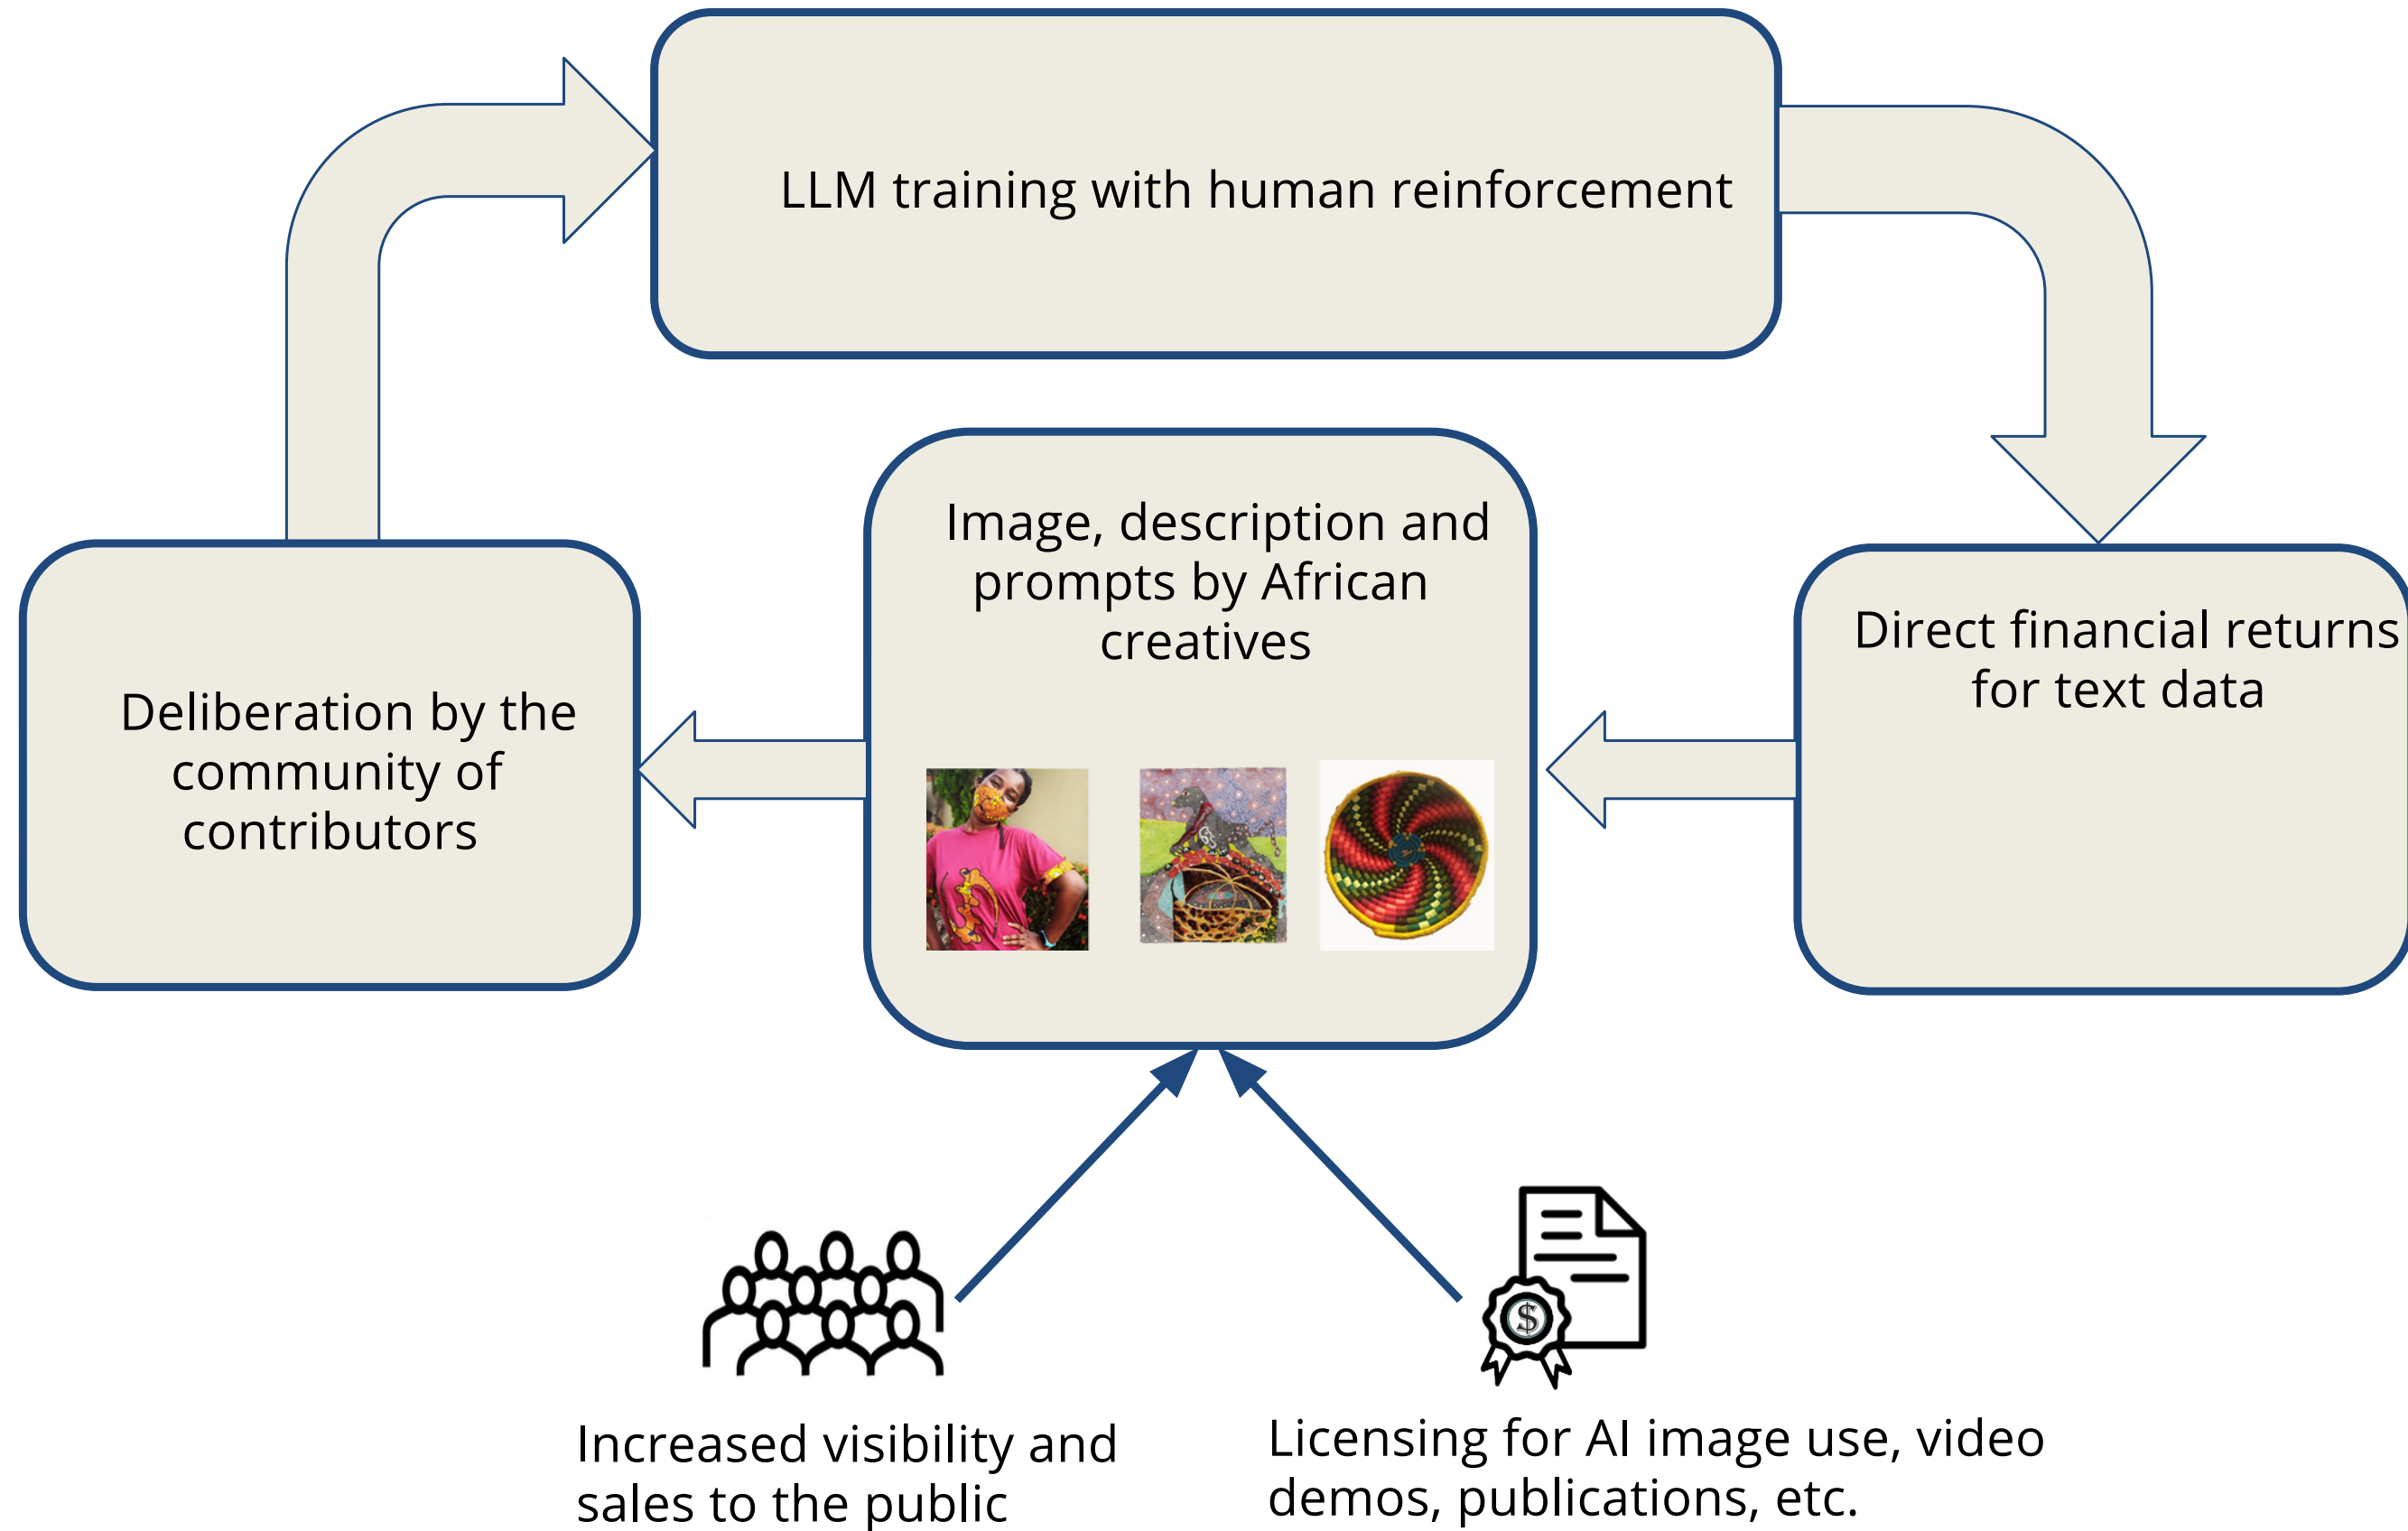 LLM training with human reinforcement
Image, description and
prompts by African
creatives
Direct financial returns
for text data
Deliberation by the
community of
contributors
$
Increased visibility and
sales to the public
Licensing for AI image use, video
demos, publications, etc.